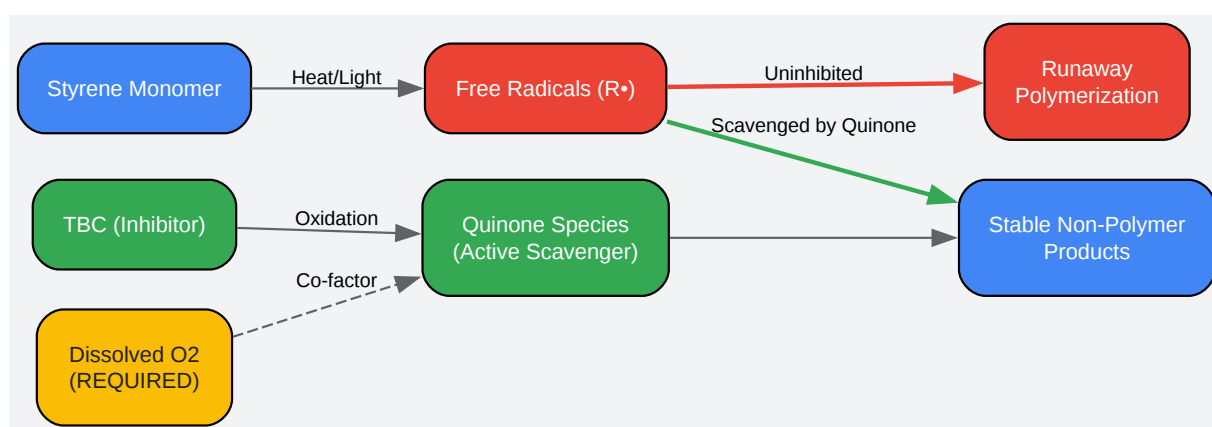 Styrene Monomer
Heat/Light
Free Radicals (R•)
Uninhibited
Runaway
Polymerization
Scavenged by Quinone
TBC (Inhibitor)
Oxidation
Quinone Species
(Active Scavenger)
Stable Non-Polymer
Products
Co-factor
Dissolved O2
(REQUIRED)